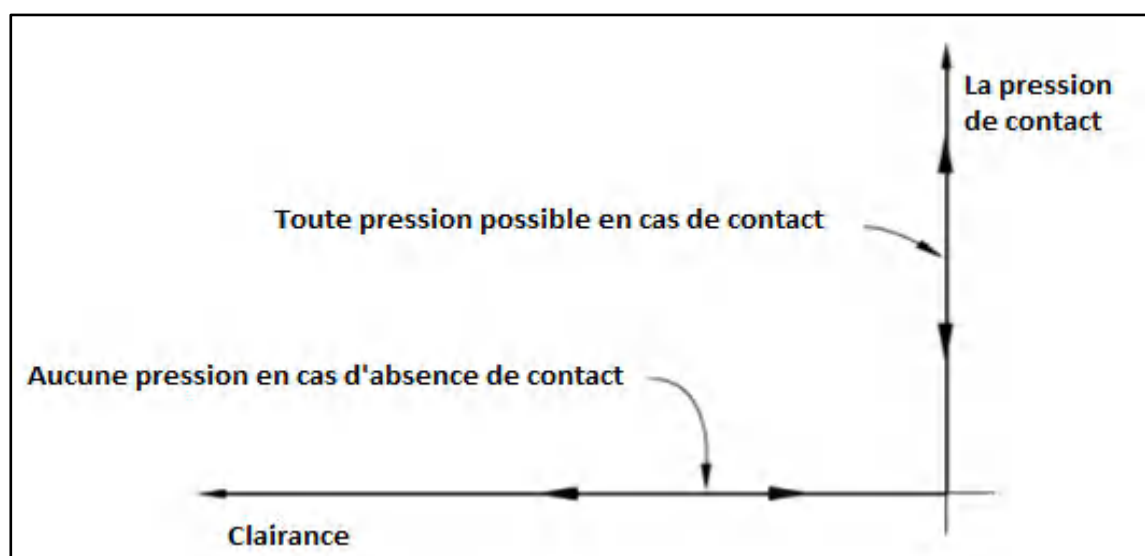 La pression
de contact
Toute pression possible en cas de contact
Aucune pression en cas d'absence de contact
Clairance